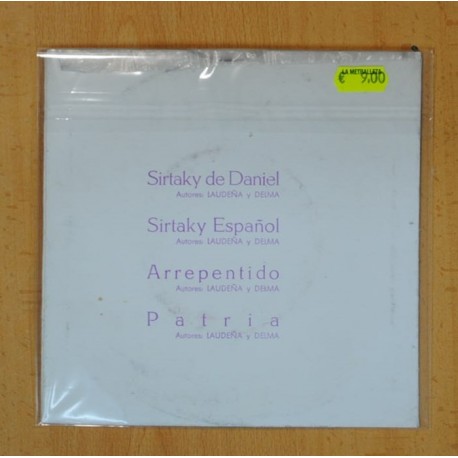 LA METRALLETA
€ 9,00
Sirtaky de Daniel
Autores: LAUDEÑA y DELMA
Sirtaky Español
Autores: LAUDEÑA y DELMA
Arrepentido
Autores: LAUDEÑA y DELMA
Patria
Autores: LAUDEÑA y DELMA